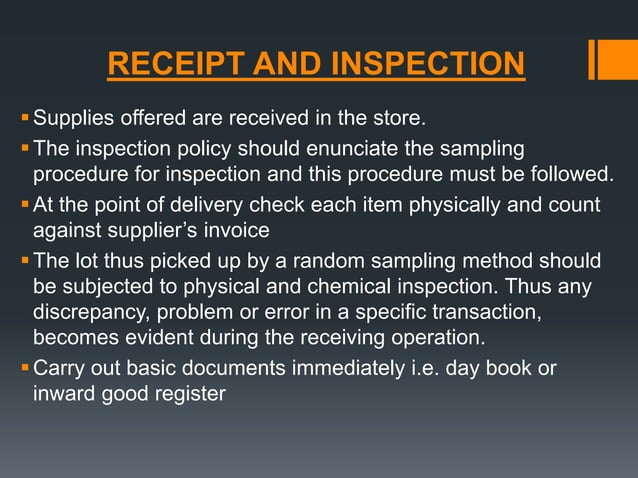 RECEIPT AND INSPECTION
▪Supplies offered are received in the store.
▪The inspection policy should enunciate the sampling
procedure for inspection and this procedure must be followed.
▪At the point of delivery check each item physically and count
against supplier’s invoice
▪The lot thus picked up by a random sampling method should
be subjected to physical and chemical inspection. Thus any
discrepancy, problem or error in a specific transaction,
becomes evident during the receiving operation.
▪Carry out basic documents immediately i.e. day book or
inward good register